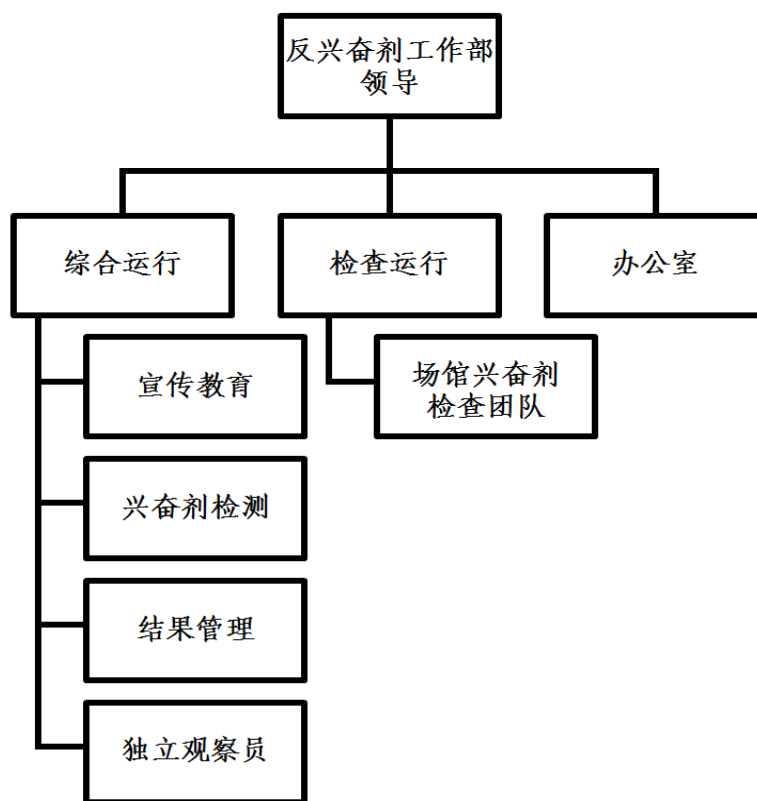 反兴奋剂工作部
领导
综合运行
检查运行
办公室
宣传教育
场馆兴奋剂
检查团队
兴奋剂检测
结果管理
独立观察员